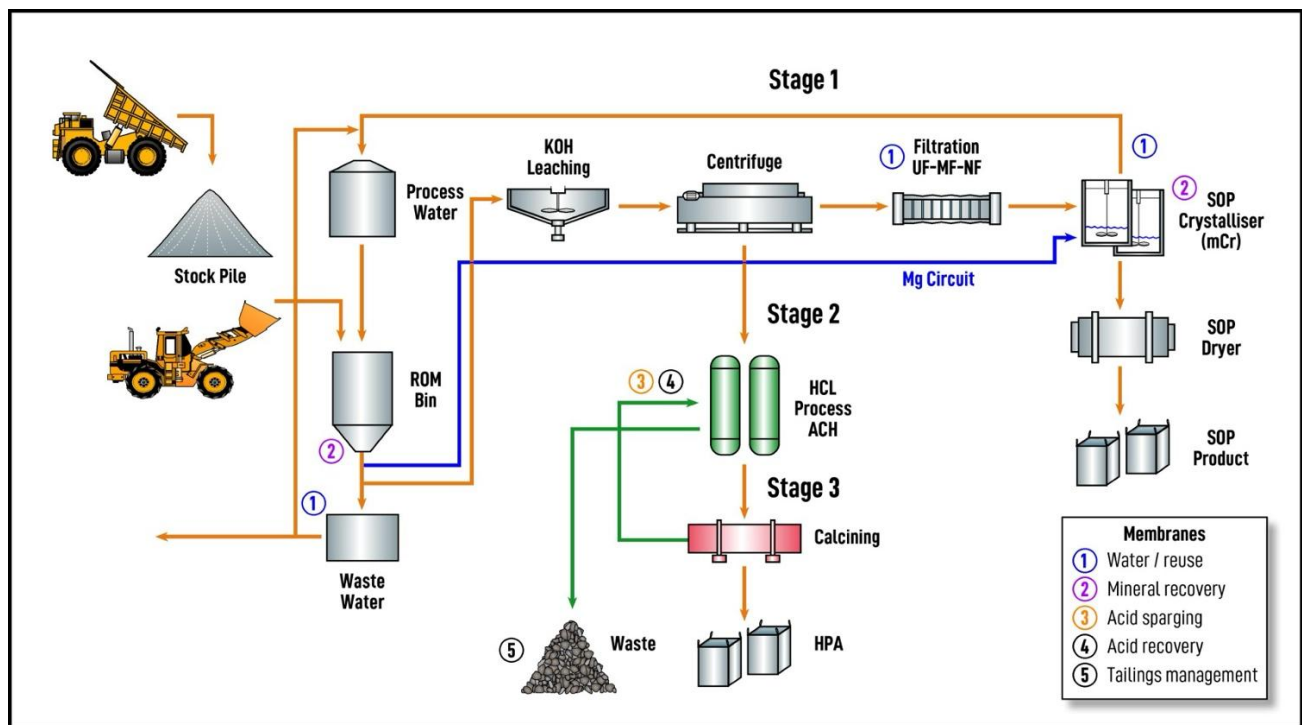 Stage 1
KOH
Leaching
Centrifuge
1
Filtration
UF-MF-NF
1
2
SOP
Crystalliser
(mCr)
Process
Water
Stock Pile
Mg Circuit
Stage 2
SOP
Dryer
ROM
Bin
2
3
4
HCL
Process
ACH
SOP
Product
1
Stage 3
Calcining
Waste
Water
5
Waste
HPA
Membranes
1 Water / reuse
2 Mineral recovery
3 Acid sparging
4 Acid recovery
5 Tailings management